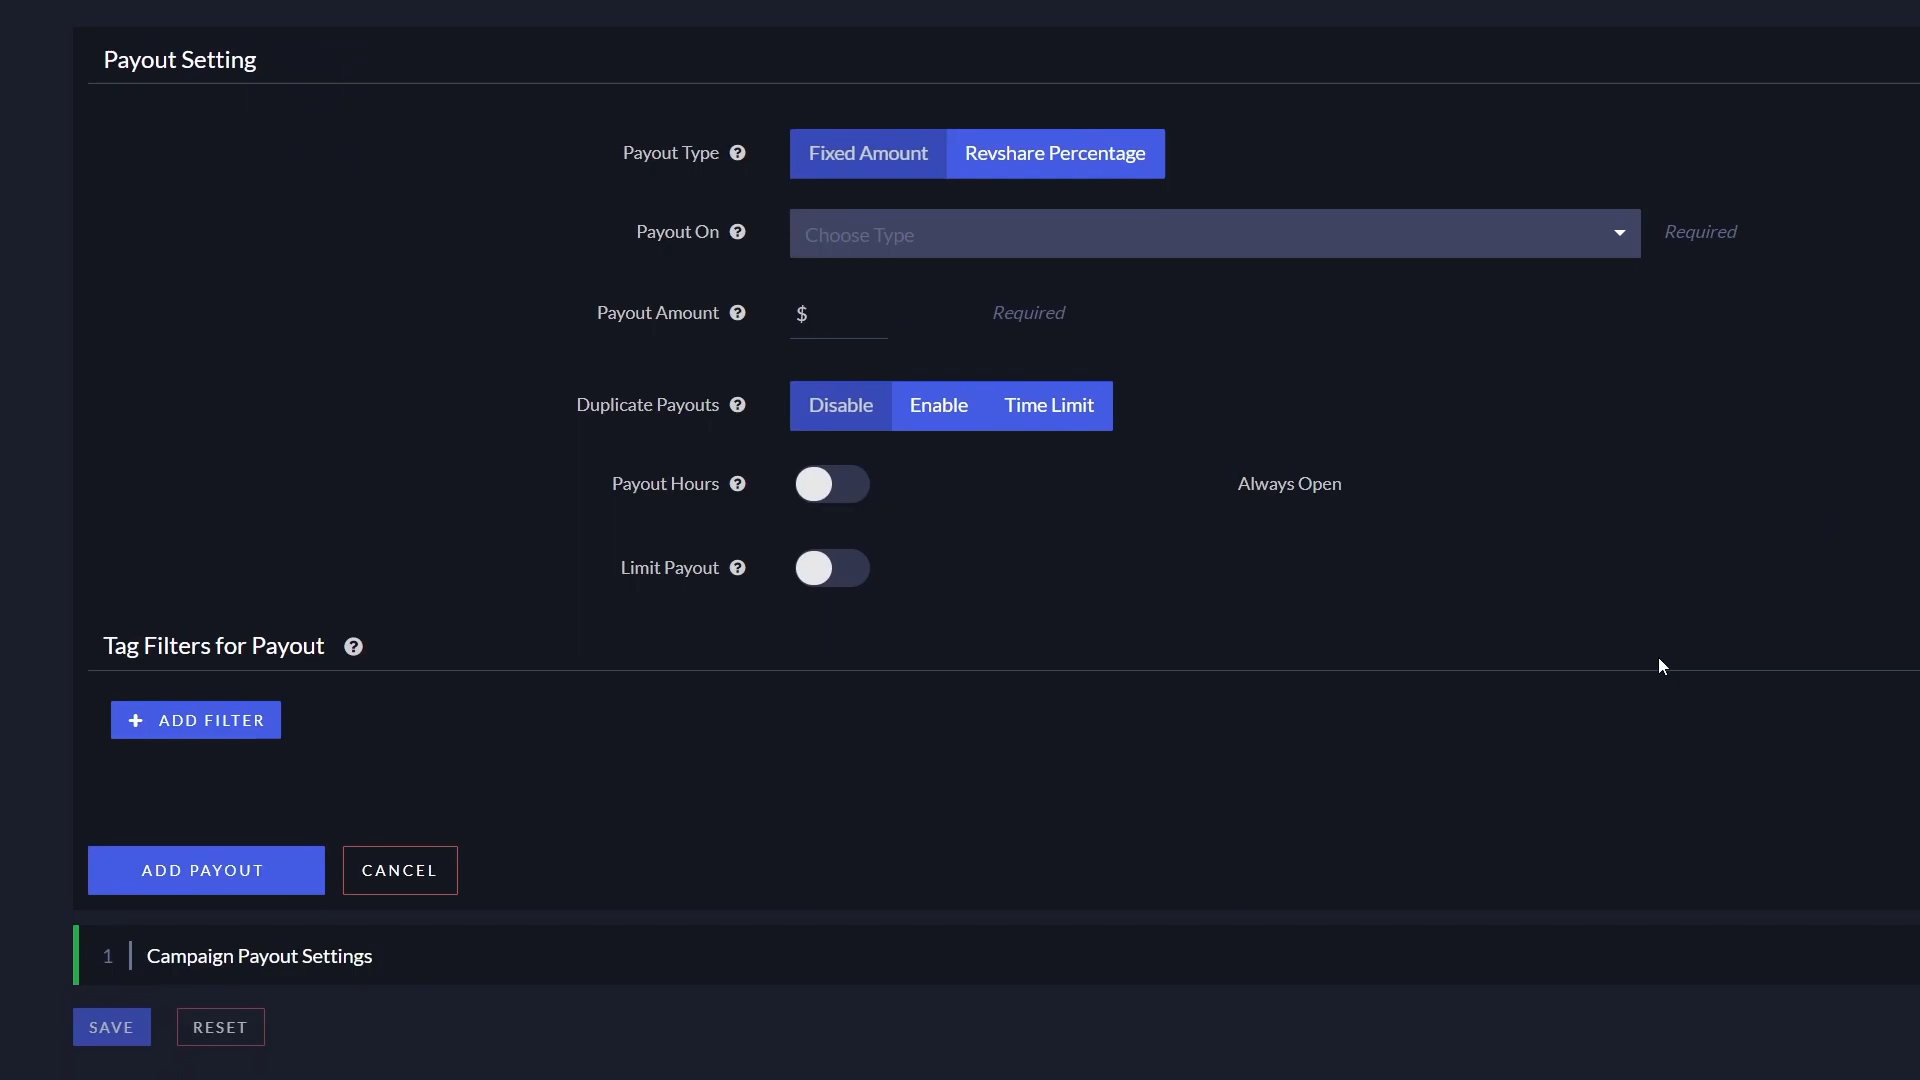 Payout Setting
Payout Type ? Fixed Amount Revshare Percentage
Payout On ? Choose Type Required
Payout Amount ? $ Required
Duplicate Payouts ? Disable Enable Time Limit
Payout Hours ? Always Open
Limit Payout ?
Tag Filters for Payout ?
+ ADD FILTER
ADD PAYOUT CANCEL
1 Campaign Payout Settings
SAVE RESET